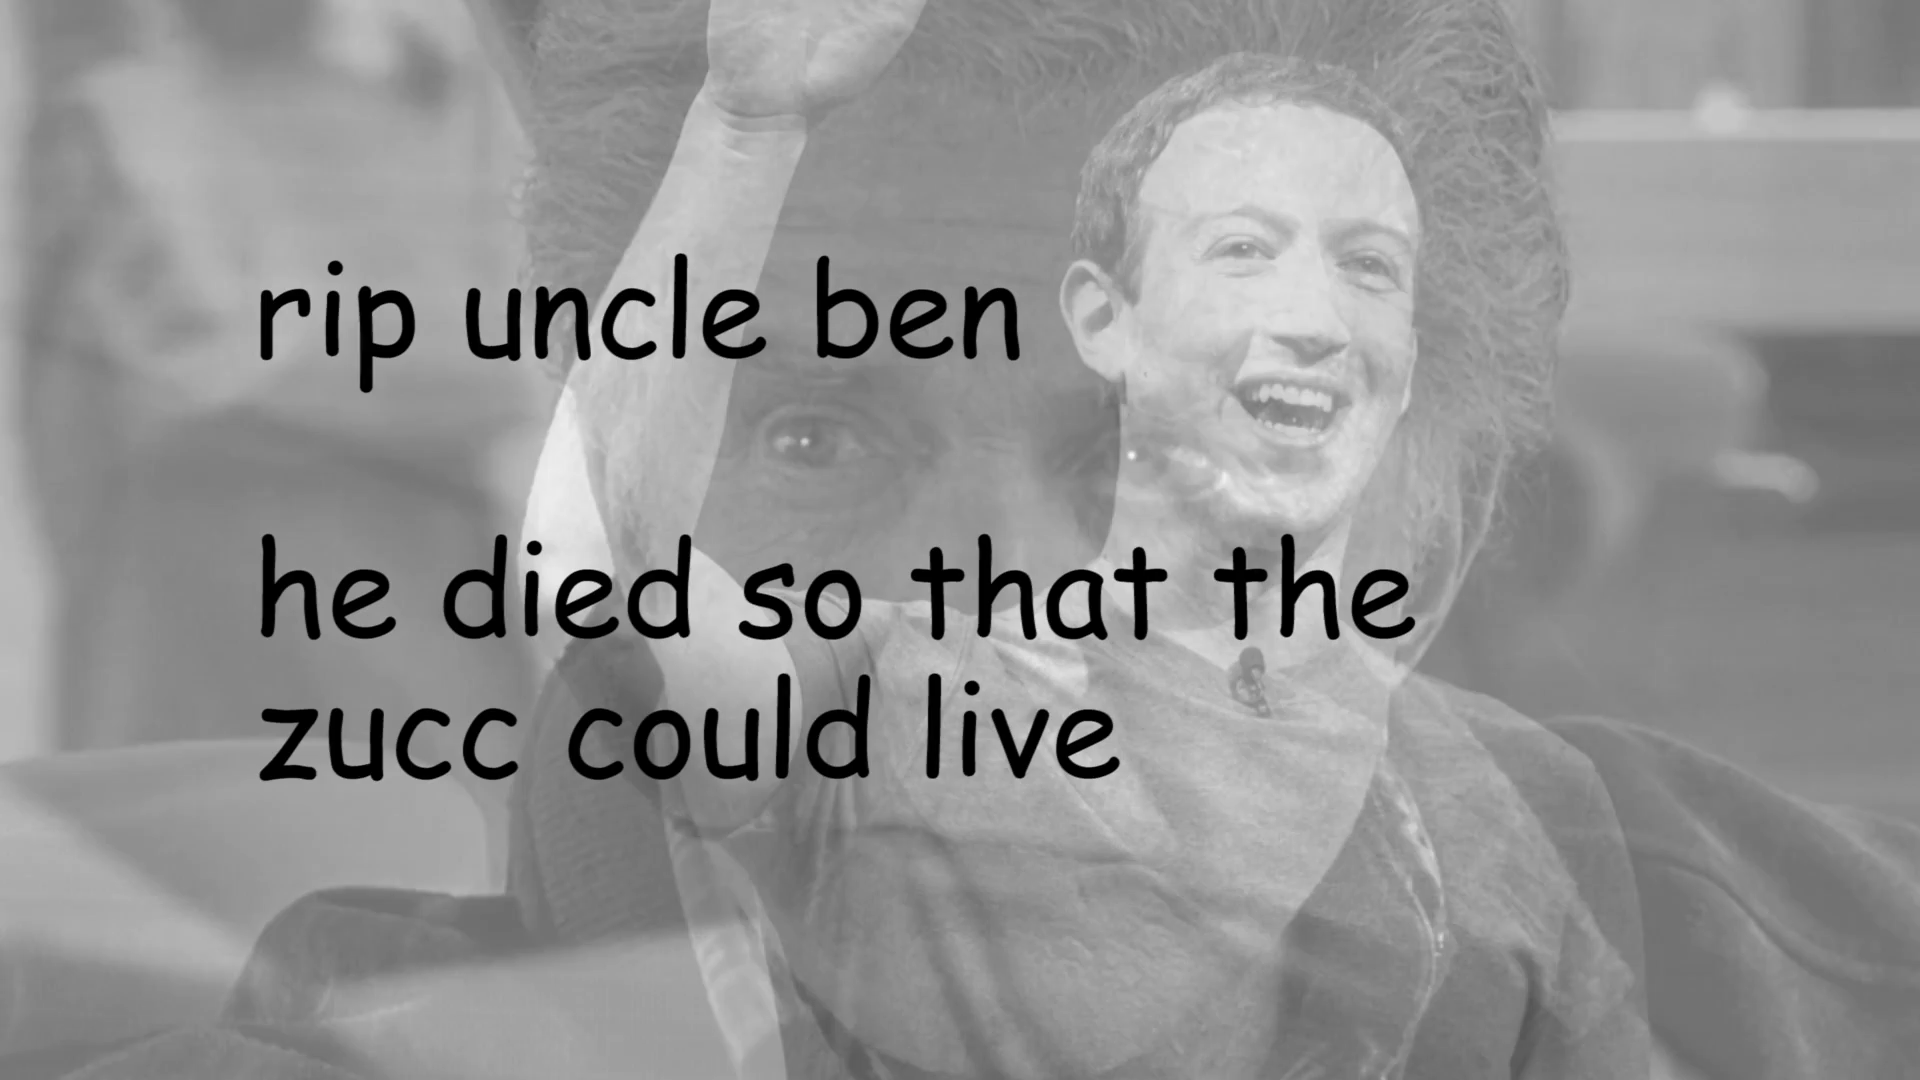 rip uncle ben
he died so that the
zucc could live